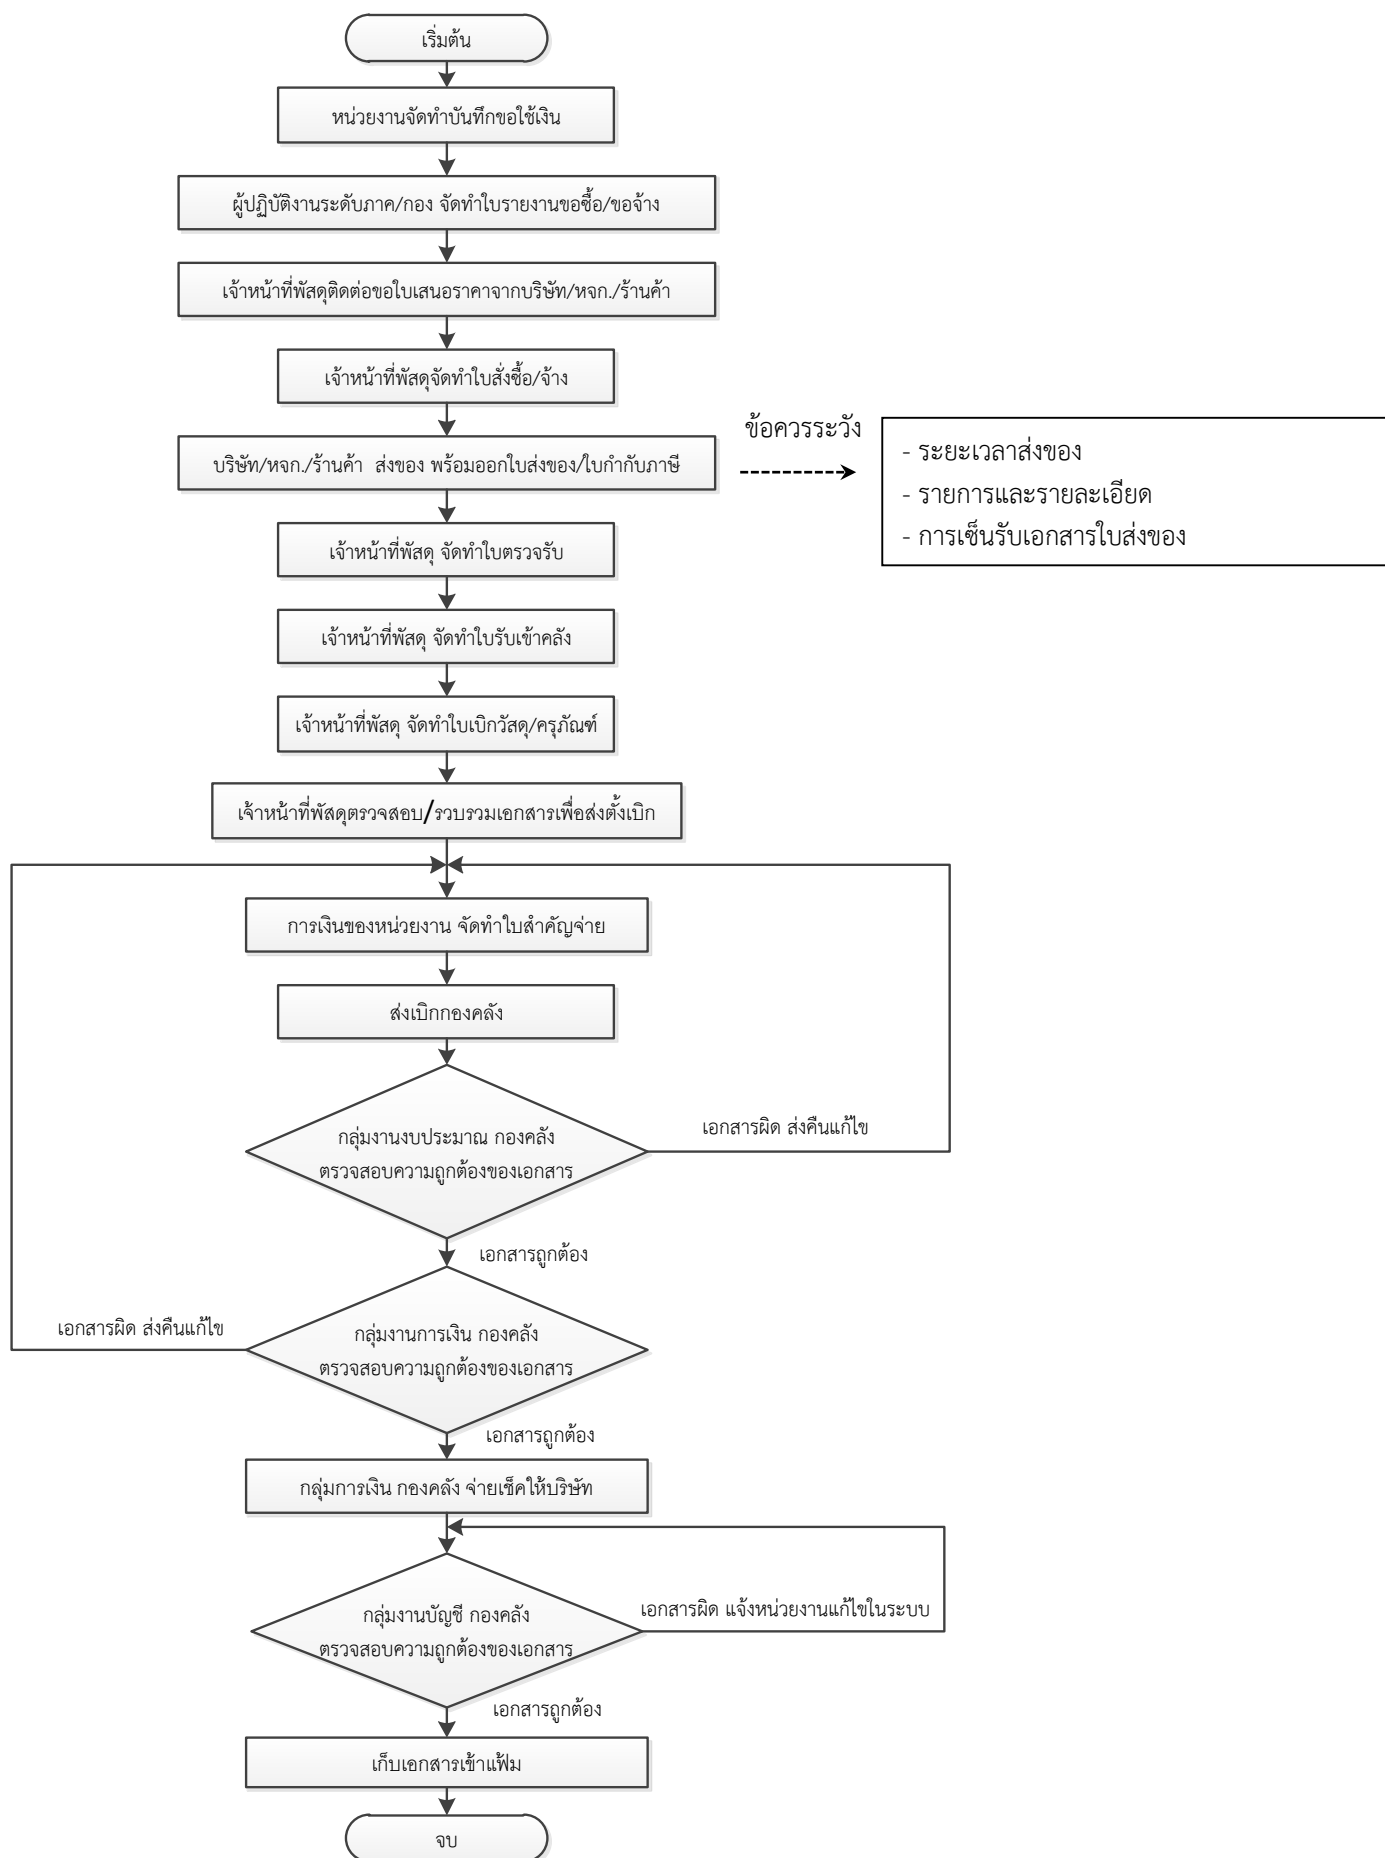 เริ่มต้น
หน่วยงานจัดทำบันทึกขอใช้เงิน
ผู้ปฏิบัติงานระดับภาค/กอง จัดทำใบรายงานขอซื้อ/ขอจ้าง
เจ้าหน้าที่พัสดุติดต่อขอใบเสนอราคาจากบริษัท/หจก./ร้านค้า
เจ้าหน้าที่พัสดุจัดทำใบสั่งซื้อ/จ้าง
บริษัท/หจก./ร้านค้า ส่งของ พร้อมออกใบส่งของ/ใบกำกับภาษี
ข้อควรระวัง
- ระยะเวลาส่งของ
- รายการและรายละเอียด
- การเซ็นรับเอกสารใบส่งของ
เจ้าหน้าที่พัสดุ จัดทำใบตรวจรับ
เจ้าหน้าที่พัสดุ จัดทำใบรับเข้าคลัง
เจ้าหน้าที่พัสดุ จัดทำใบเบิกวัสดุ/ครุภัณฑ์
เจ้าหน้าที่พัสดุตรวจสอบ/รวบรวมเอกสารเพื่อส่งตั้งเบิก
การเงินของหน่วยงาน จัดทำใบสำคัญจ่าย
ส่งเบิกกองคลัง
กลุ่มงานงบประมาณ กองคลัง
ตรวจสอบความถูกต้องของเอกสาร
เอกสารผิด ส่งคืนแก้ไข
เอกสารถูกต้อง
กลุ่มงานการเงิน กองคลัง
ตรวจสอบความถูกต้องของเอกสาร
เอกสารผิด ส่งคืนแก้ไข
เอกสารถูกต้อง
กลุ่มการเงิน กองคลัง จ่ายเช็คให้บริษัท
กลุ่มงานบัญชี กองคลัง
ตรวจสอบความถูกต้องของเอกสาร
เอกสารผิด แจ้งหน่วยงานแก้ไขในระบบ
เอกสารถูกต้อง
เก็บเอกสารเข้าแฟ้ม
จบ